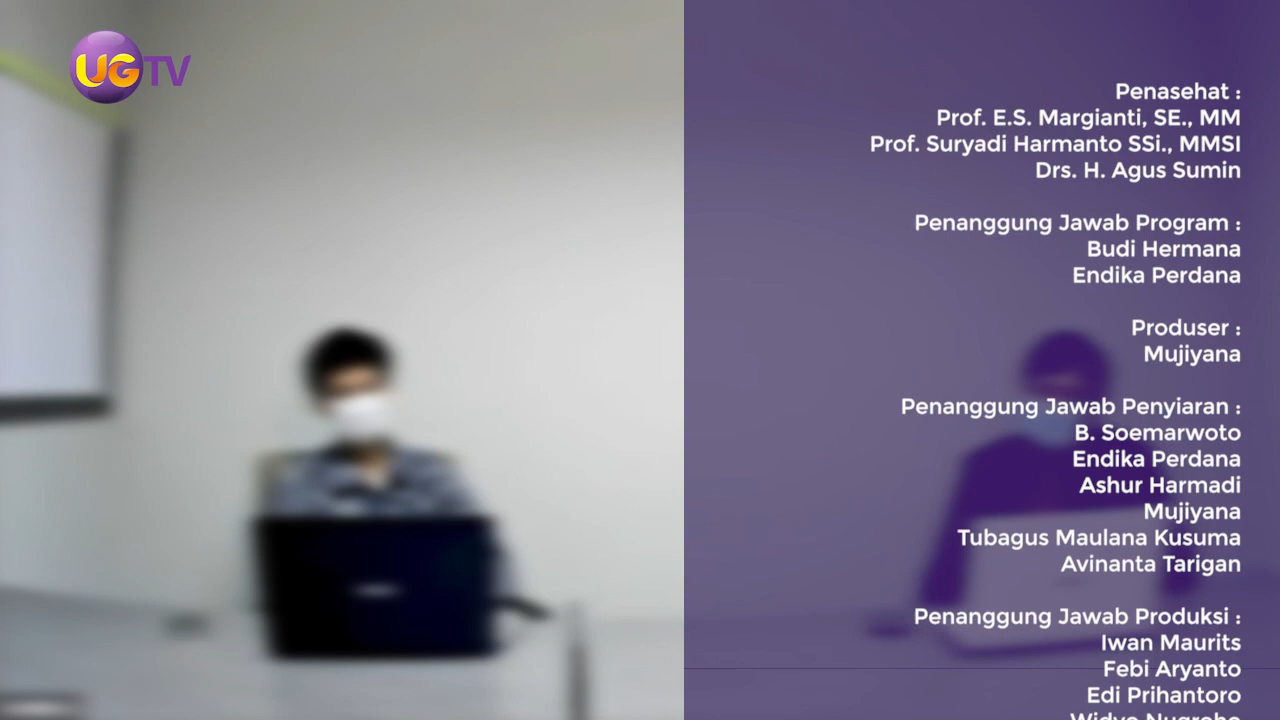 UGTV
Penasehat :
Prof. E.S. Margianti, SE., MM
Prof. Suryadi Harmanto SSi., MMSI
Drs. H. Agus Sumin
Penanggung Jawab Program :
Budi Hermana
Endika Perdana
Produser :
Mujiyana
Penanggung Jawab Penyiaran :
B. Soemarwoto
Endika Perdana
Ashur Harmadi
Mujiyana
Tubagus Maulana Kusuma
Avinanta Tarigan
Penanggung Jawab Produksi :
Iwan Maurits
Febi Aryanto
Edi Prihantoro